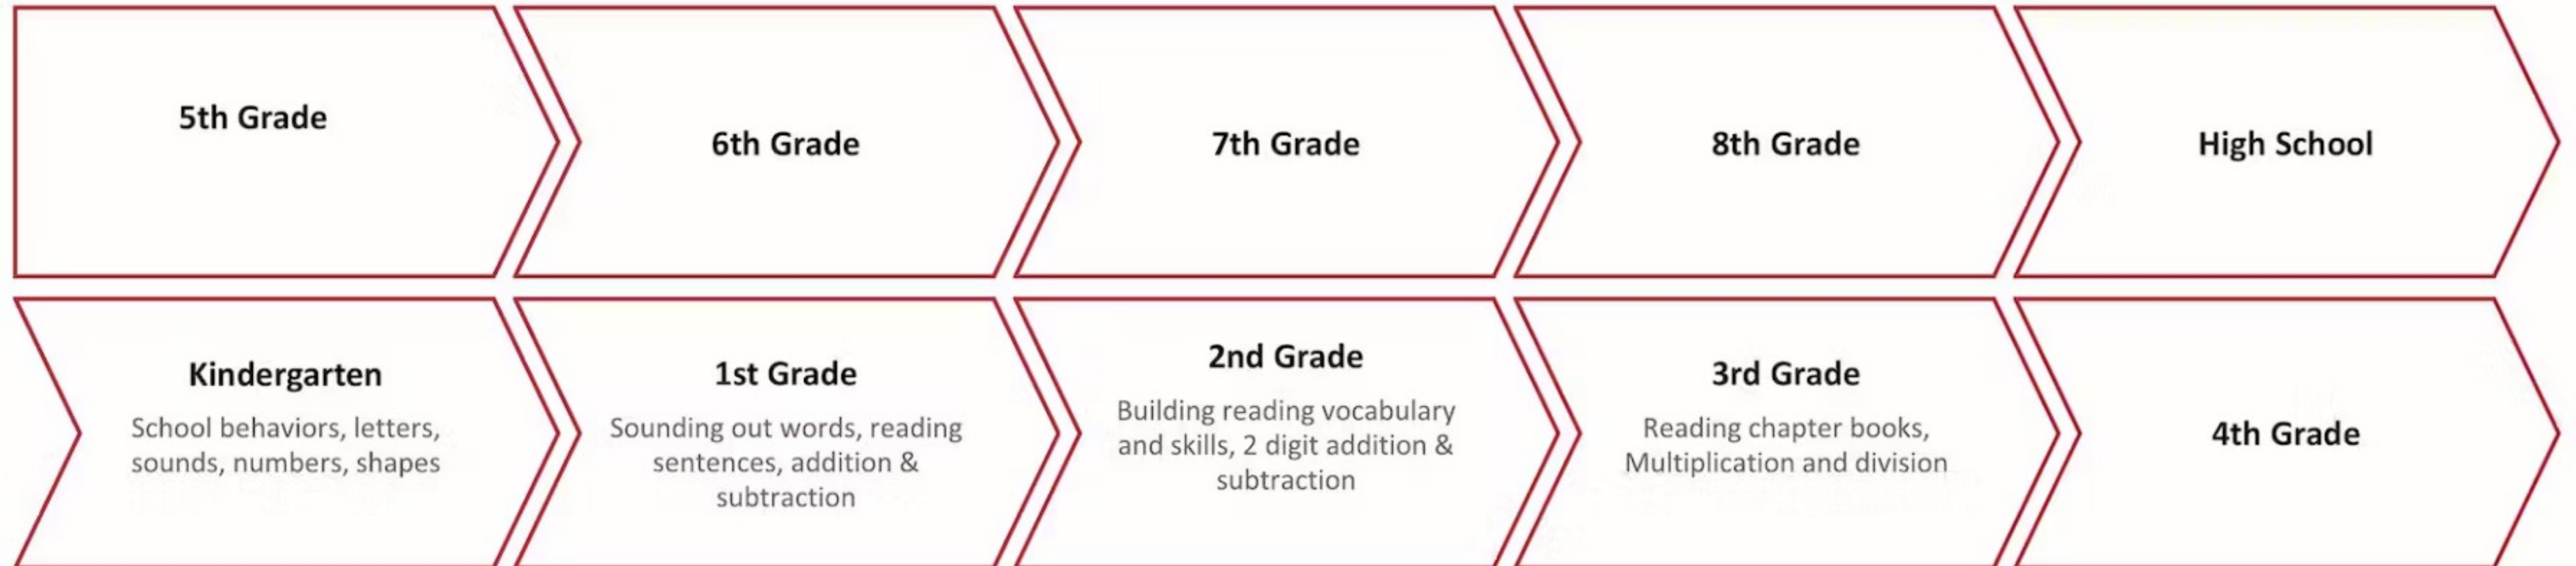 5th Grade
6th Grade
7th Grade
8th Grade
High School
Kindergarten
School behaviors, letters,
sounds, numbers, shapes
1st Grade
Sounding out words, reading
sentences, addition &
subtraction
2nd Grade
Building reading vocabulary
and skills, 2 digit addition &
subtraction
3rd Grade
Reading chapter books,
Multiplication and division
4th Grade